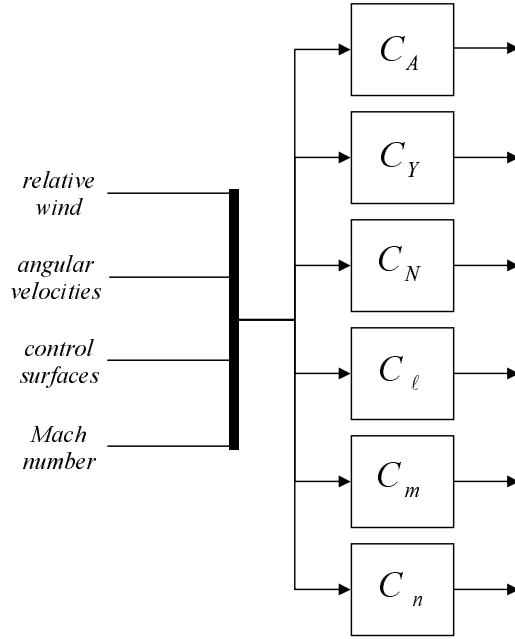 relative
wind
angular
velocities
control
surfaces
Mach
number
C_A
C_Y
C_N
C_ℓ
C_m
C_n